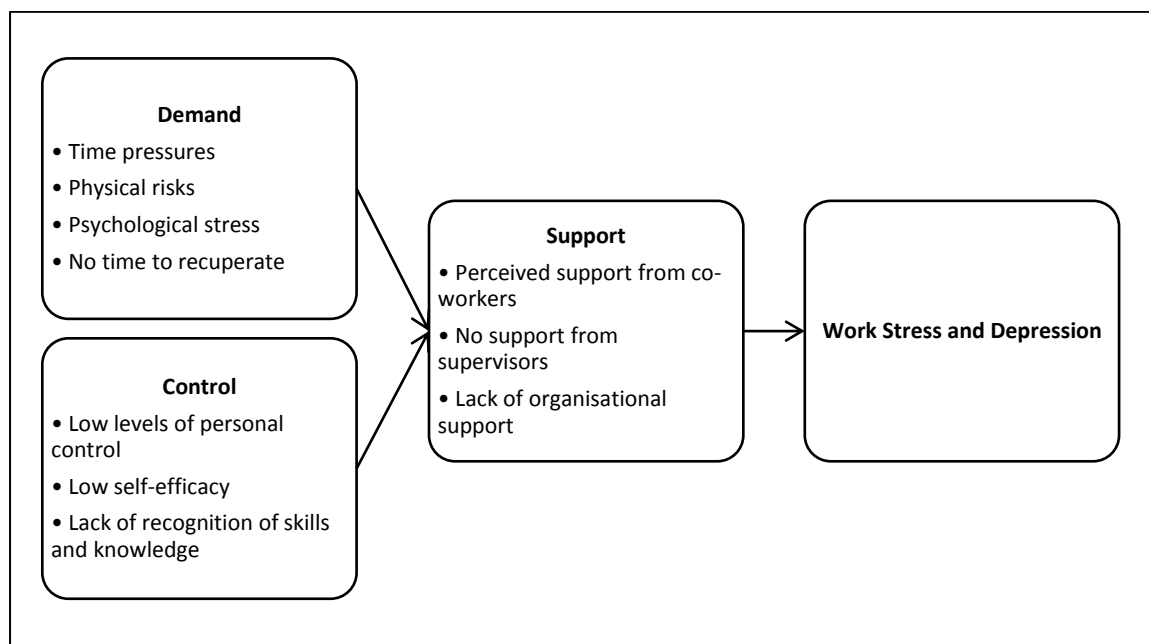 Demand
• Time pressures
• Physical risks
• Psychological stress
• No time to recuperate
Control
• Low levels of personal
control
• Low self-efficacy
• Lack of recognition of skills
and knowledge
Support
• Perceived support from co-
workers
• No support from
supervisors
• Lack of organisational
support
Work Stress and Depression